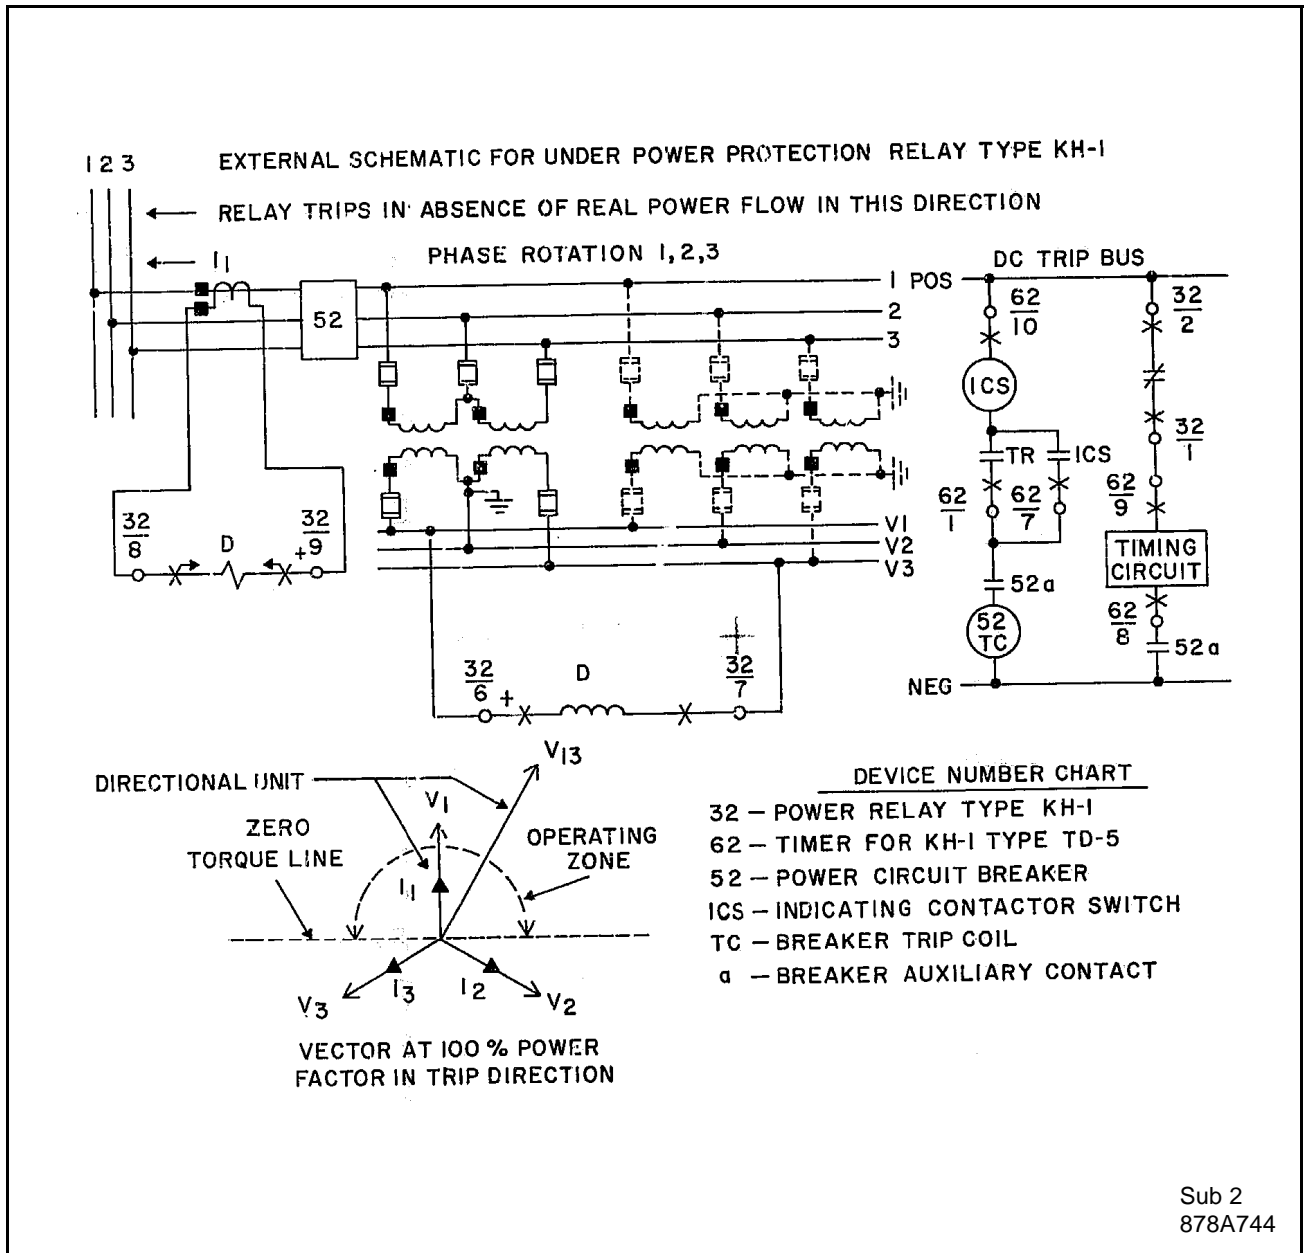 1 2 3
EXTERNAL SCHEMATIC FOR UNDER POWER PROTECTION RELAY TYPE KH-1
RELAY TRIPS IN ABSENCE OF REAL POWER FLOW IN THIS DIRECTION
I1
PHASE ROTATION 1,2,3
DC TRIP BUS
1
POS
2
3
52
62
10
32
2
ICS
TR
ICS
32
1
62
1
62
7
62
9
V1
V2
V3
32
8
D
+
32
9
TIMING
CIRCUIT
52a
52
TC
62
8
52a
32
6
+
D
32
7
NEG
V13
DIRECTIONAL UNIT
V1
ZERO
TORQUE LINE
OPERATING
ZONE
I1
I3
I2
V3
V2
VECTOR AT 100 % POWER
FACTOR IN TRIP DIRECTION
DEVICE NUMBER CHART
32 – POWER RELAY TYPE KH-1
62 – TIMER FOR KH-1 TYPE TD-5
52 – POWER CIRCUIT BREAKER
ICS – INDICATING CONTACTOR SWITCH
TC – BREAKER TRIP COIL
a – BREAKER AUXILIARY CONTACT
Sub 2
878A744